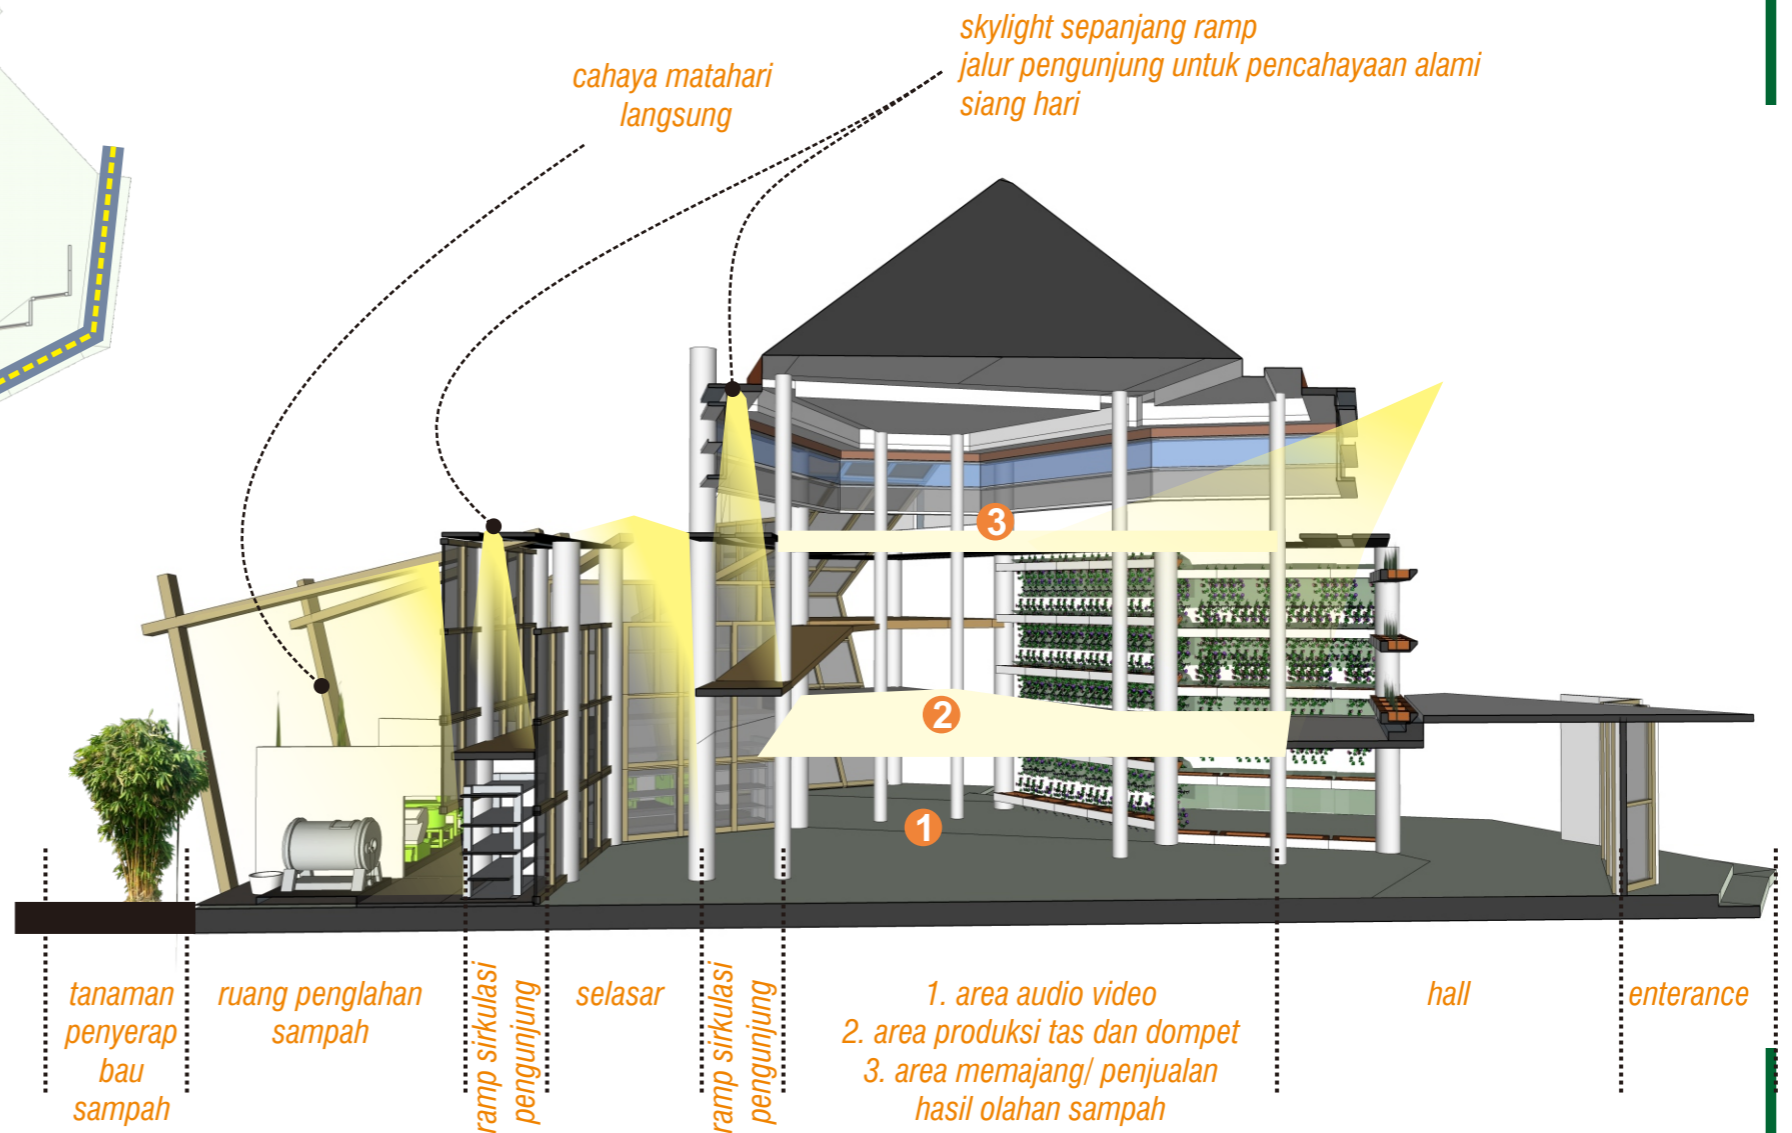 skylight sepanjang ramp
jalur pengunjung untuk pencahayaan alami
siang hari
cahaya matahari
langsung
3
2
1
tanaman
penyerap
bau
sampah
ruang penglahan
sampah
ramp sirkulasi
pengunjung
selasar
ramp sirkulasi
pengunjung
1. area audio video
2. area produksi tas dan dompet
3. area memajang/ penjualan
hasil olahan sampah
hall
enterance